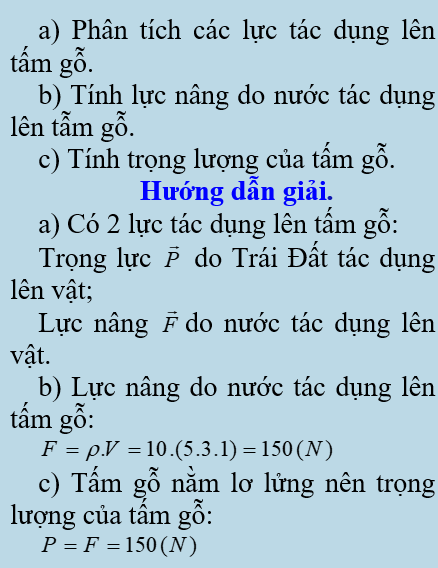 a) Phân tích các lực tác dụng lên
tấm gỗ.
b) Tính lực nâng do nước tác dụng
lên tẫm gỗ.
c) Tính trọng lượng của tấm gỗ.
Hướng dẫn giải.
a) Có 2 lực tác dụng lên tấm gỗ:
Trọng lực \(\vec{P}\) do Trái Đất tác dụng
lên vật;
Lực nâng \(\vec{F}\) do nước tác dụng lên
vật.
b) Lực nâng do nước tác dụng lên
tấm gỗ:
F = ρ.V = 10.(5.3.1) = 150(N)
c) Tấm gỗ nằm lơ lửng nên trọng
lượng của tấm gỗ:
P = F = 150(N)